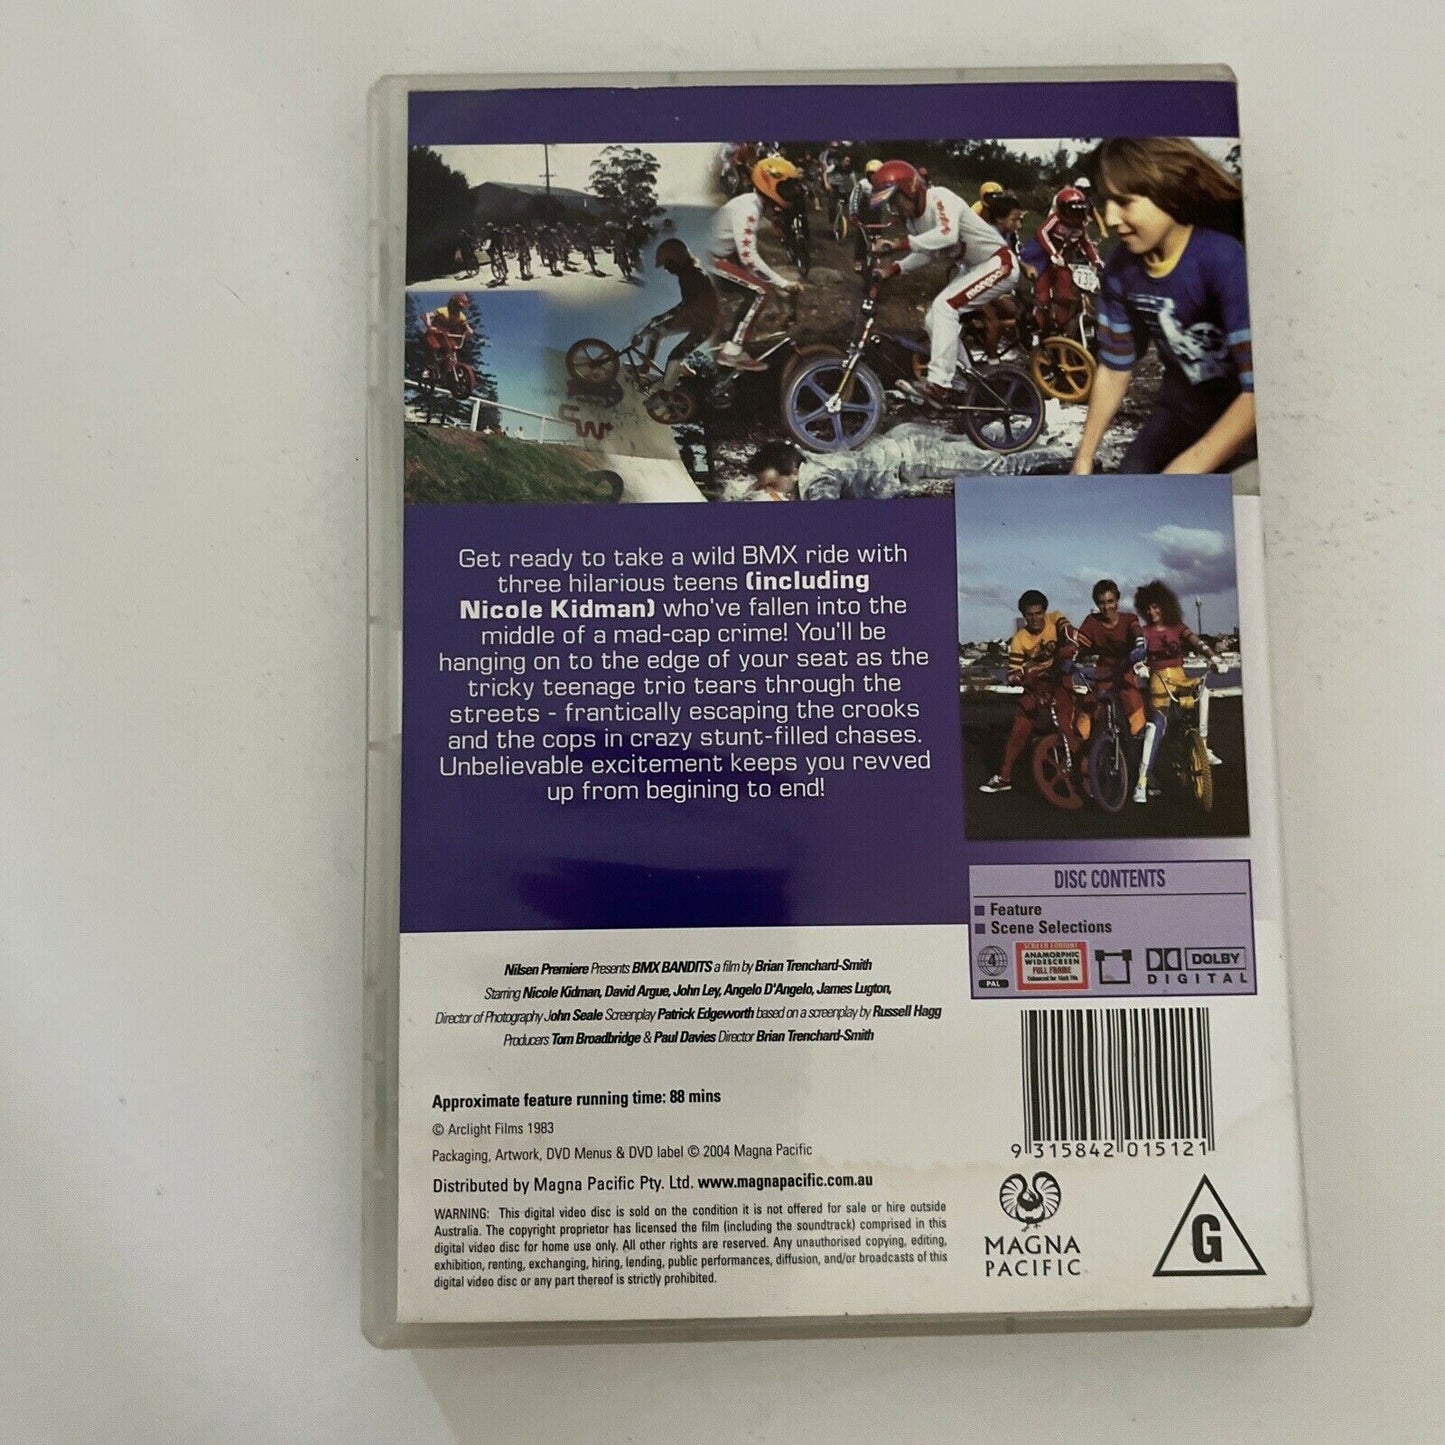 mongoose
735
CW
Get ready to take a wild BMX ride with
three hilarious teens (including
Nicole Kidman) who've fallen into the
middle of a mad-cap crime! You'll be
hanging on to the edge of your seat as the
tricky teenage trio tears through the
streets - frantically escaping the crooks
and the cops in crazy stunt-filled chases.
Unbelievable excitement keeps you revved
up from begining to end!
DISC CONTENTS
Feature
Scene Selections
4
PAL
SCREEN FORMAT
ANAMORPHIC
WIDESCREEN
FULL FRAME
Enhanced for 16x9 TVs
DOLBY
DIGITAL
Nilsen Premiere Presents BMX BANDITS a film by Brian Trenchard-Smith
Starring Nicole Kidman, David Argue, John Ley, Angelo D'Angelo, James Lugton,
Director of Photography John Seale Screenplay Patrick Edgeworth based on a screenplay by Russell Hagg
Producers Tom Broadbridge & Paul Davies Director Brian Trenchard-Smith
Approximate feature running time: 88 mins
© Arclight Films 1983
Packaging, Artwork, DVD Menus & DVD label © 2004 Magna Pacific
Distributed by Magna Pacific Pty. Ltd. www.magnapacific.com.au
WARNING: This digital video disc is sold on the condition it is not offered for sale or hire outside
Australia. The copyright proprietor has licensed the film (including the soundtrack) comprised in this
digital video disc for home use only. All other rights are reserved. Any unauthorised copying, editing,
exhibition, renting, exchanging, hiring, lending, public performances, diffusion, and/or broadcasts of this
digital video disc or any part thereof is strictly prohibited.
9 315842 015121
MAGNA
PACIFIC
G